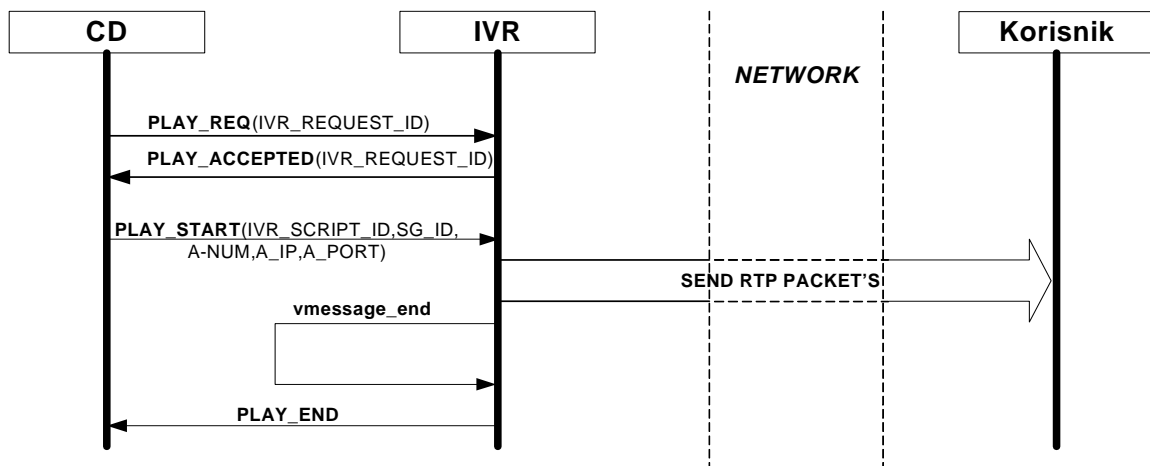 CD
IVR
Korisnik
NETWORK
PLAY_REQ(IVR_REQUEST_ID)
PLAY_ACCEPTED(IVR_REQUEST_ID)
PLAY_START(IVR_SCRIPT_ID,SG_ID,
A-NUM,A_IP,A_PORT)
SEND RTP PACKET'S
vmessage_end
PLAY_END